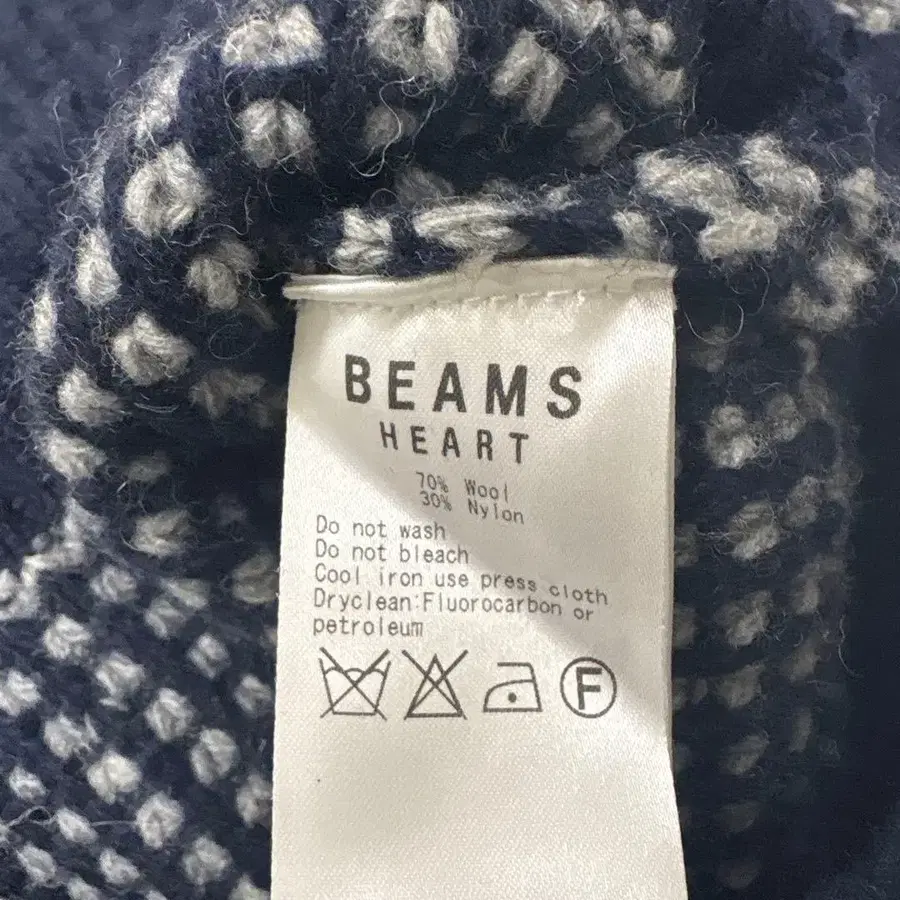 BEAMS
HEART
70% Wool
30% Nylon
Do not wash
Do not bleach
Cool iron use press cloth
Dryclean:Fluorocarbon or
petroleum
F